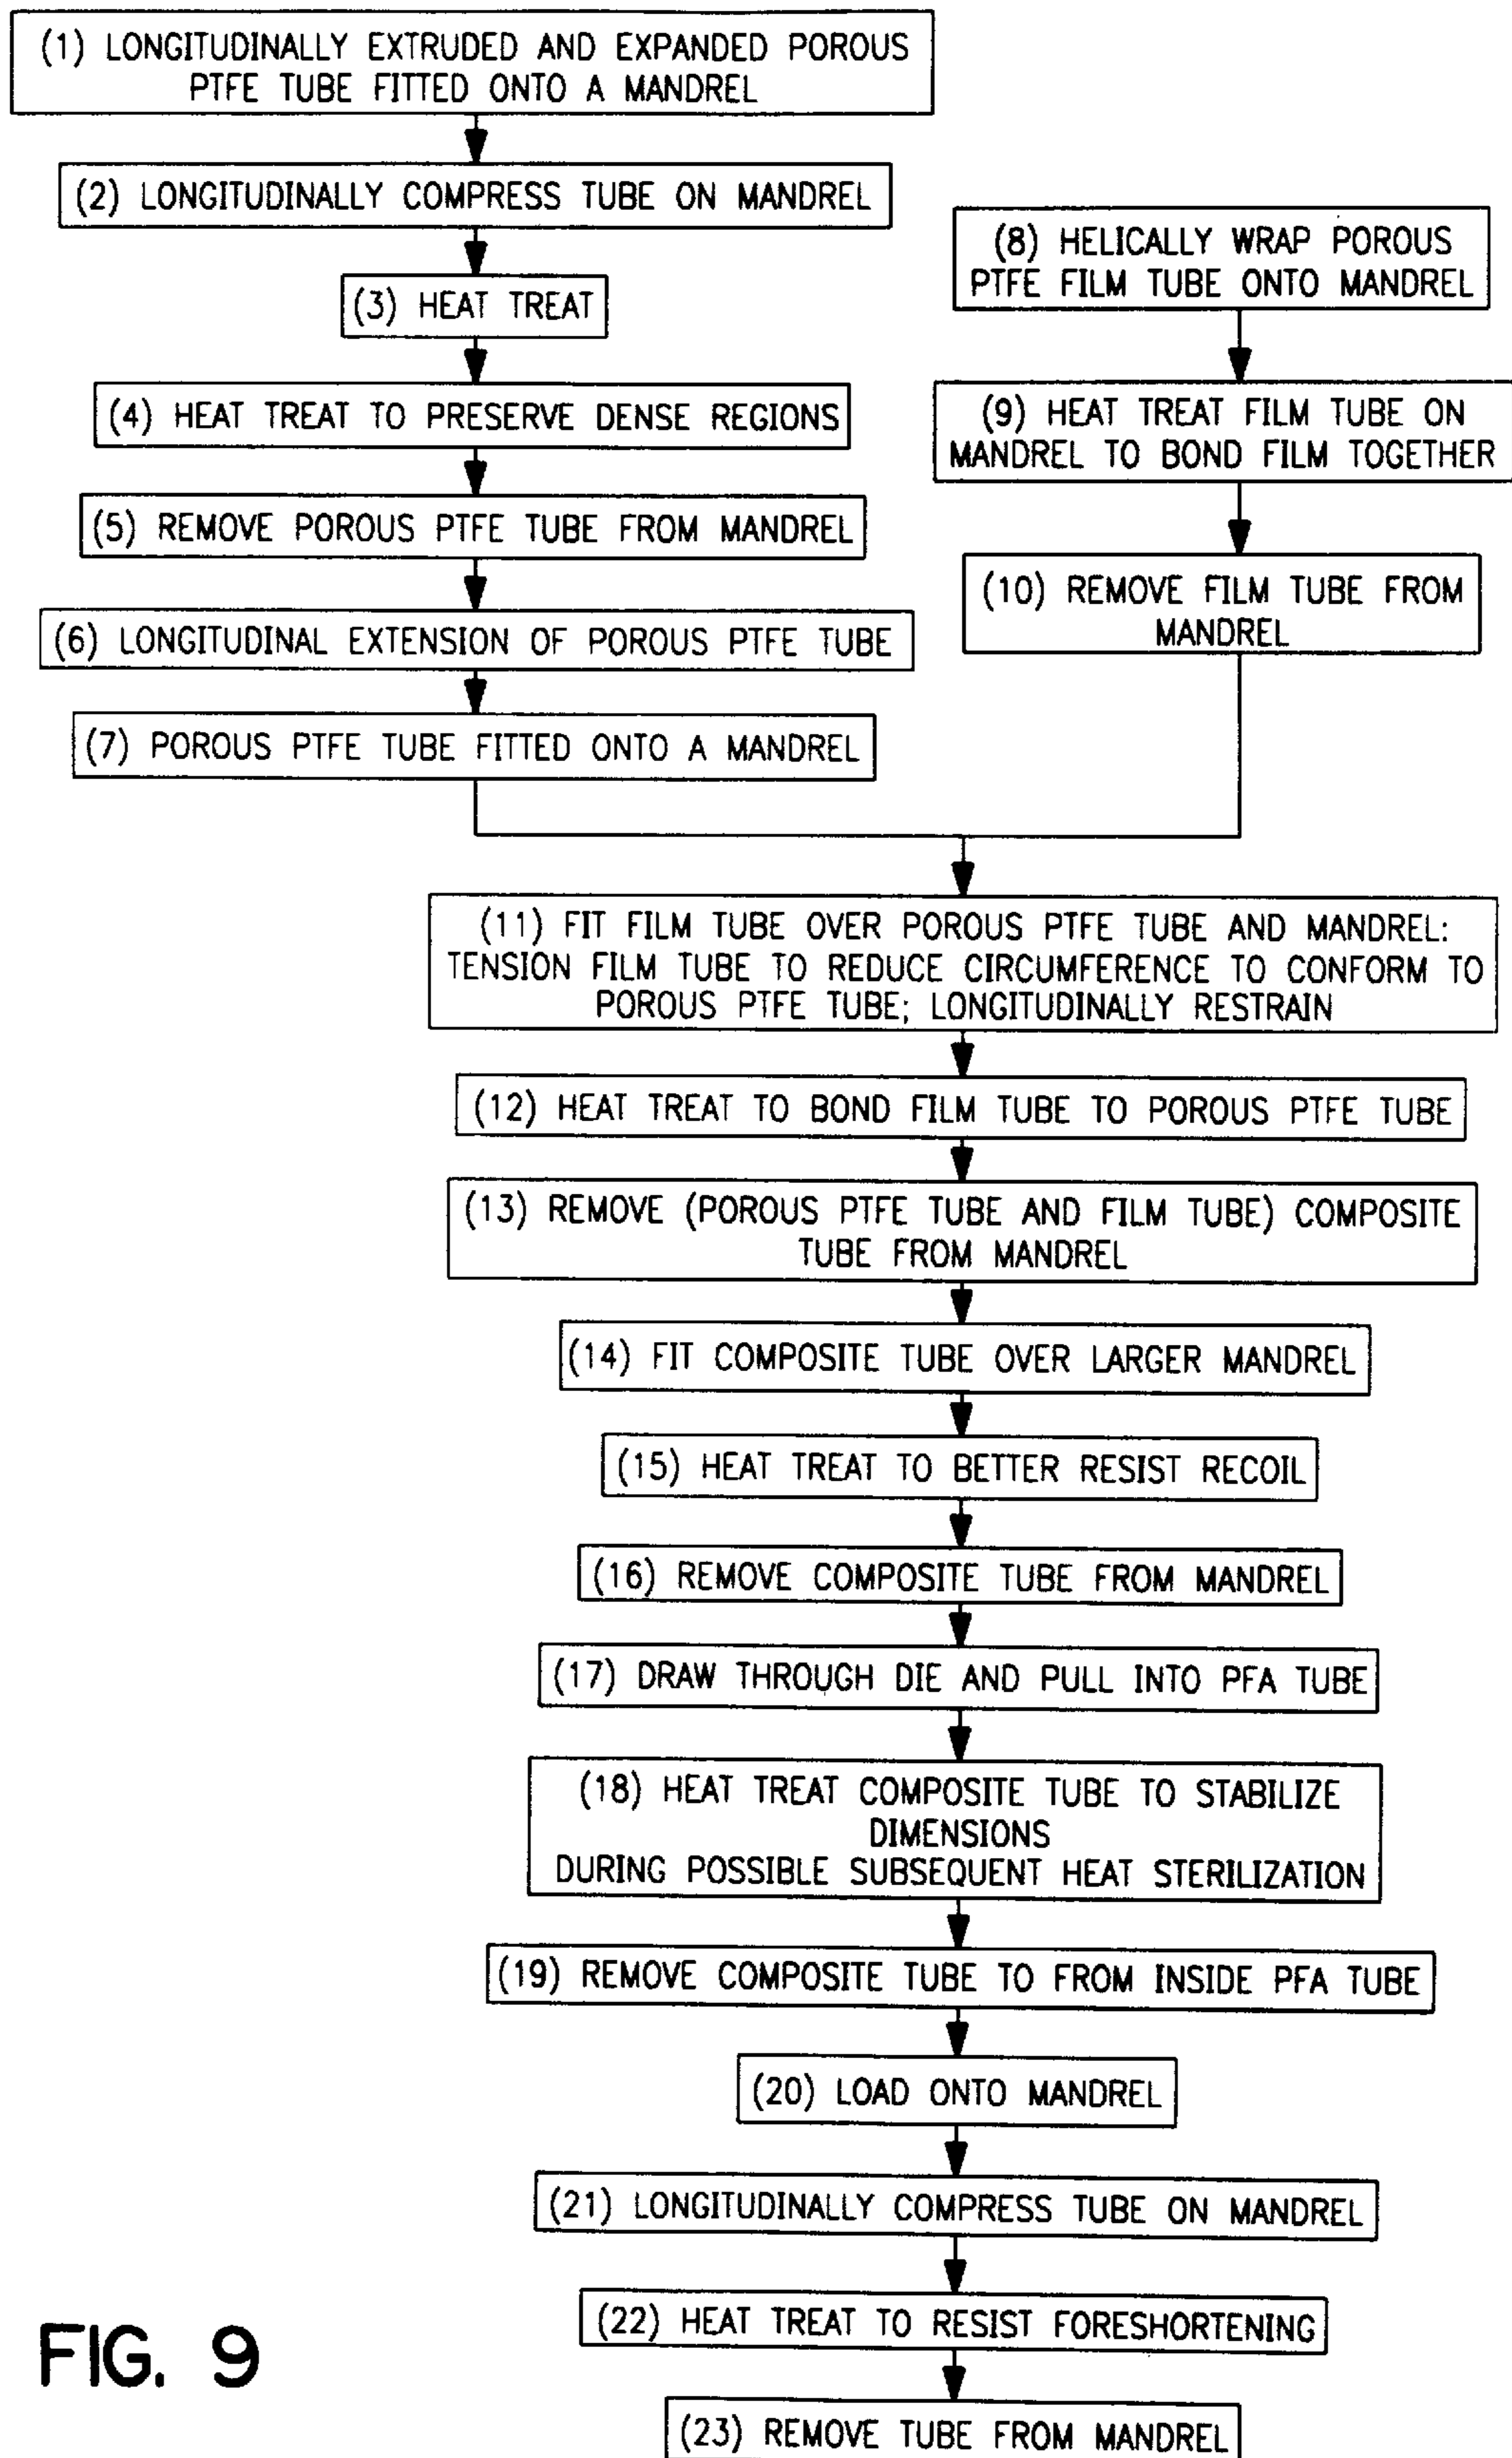 (1) LONGITUDINALLY EXTRUDED AND EXPANDED POROUS
PTFE TUBE FITTED ONTO A MANDREL
(2) LONGITUDINALLY COMPRESS TUBE ON MANDREL
(3) HEAT TREAT
(4) HEAT TREAT TO PRESERVE DENSE REGIONS
(5) REMOVE POROUS PTFE TUBE FROM MANDREL
(6) LONGITUDINAL EXTENSION OF POROUS PTFE TUBE
(7) POROUS PTFE TUBE FITTED ONTO A MANDREL
(8) HELICALLY WRAP POROUS
PTFE FILM TUBE ONTO MANDREL
(9) HEAT TREAT FILM TUBE ON
MANDREL TO BOND FILM TOGETHER
(10) REMOVE FILM TUBE FROM
MANDREL
(11) FIT FILM TUBE OVER POROUS PTFE TUBE AND MANDREL:
TENSION FILM TUBE TO REDUCE CIRCUMFERENCE TO CONFORM TO
POROUS PTFE TUBE; LONGITUDINALLY RESTRAIN
(12) HEAT TREAT TO BOND FILM TUBE TO POROUS PTFE TUBE
(13) REMOVE (POROUS PTFE TUBE AND FILM TUBE) COMPOSITE
TUBE FROM MANDREL
(14) FIT COMPOSITE TUBE OVER LARGER MANDREL
(15) HEAT TREAT TO BETTER RESIST RECOIL
(16) REMOVE COMPOSITE TUBE FROM MANDREL
(17) DRAW THROUGH DIE AND PULL INTO PFA TUBE
(18) HEAT TREAT COMPOSITE TUBE TO STABILIZE
DIMENSIONS
DURING POSSIBLE SUBSEQUENT HEAT STERILIZATION
(19) REMOVE COMPOSITE TUBE TO FROM INSIDE PFA TUBE
(20) LOAD ONTO MANDREL
(21) LONGITUDINALLY COMPRESS TUBE ON MANDREL
(22) HEAT TREAT TO RESIST FORESHORTENING
(23) REMOVE TUBE FROM MANDREL
FIG. 9